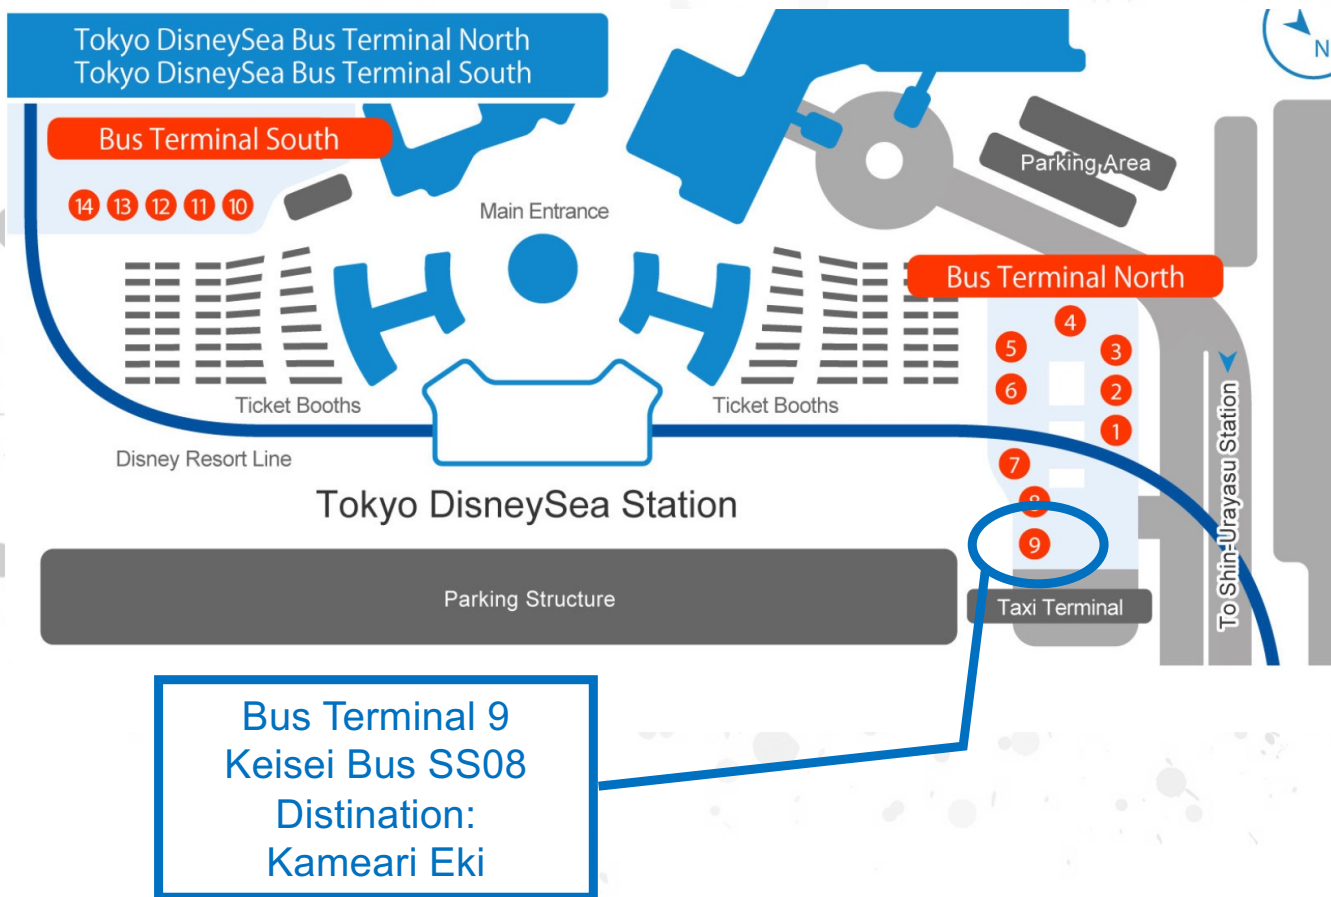 Tokyo DisneySea Bus Terminal North
Tokyo DisneySea Bus Terminal South
N
Bus Terminal South
14 13 12 11 10
Main Entrance
Parking Area
Bus Terminal North
4
5
3
6
2
1
Ticket Booths
Ticket Booths
Disney Resort Line
7
Tokyo DisneySea Station
8
9
To Shin-Urayasu Station
Parking Structure
Taxi Terminal
Bus Terminal 9
Keisei Bus SS08
Distination:
Kameari Eki